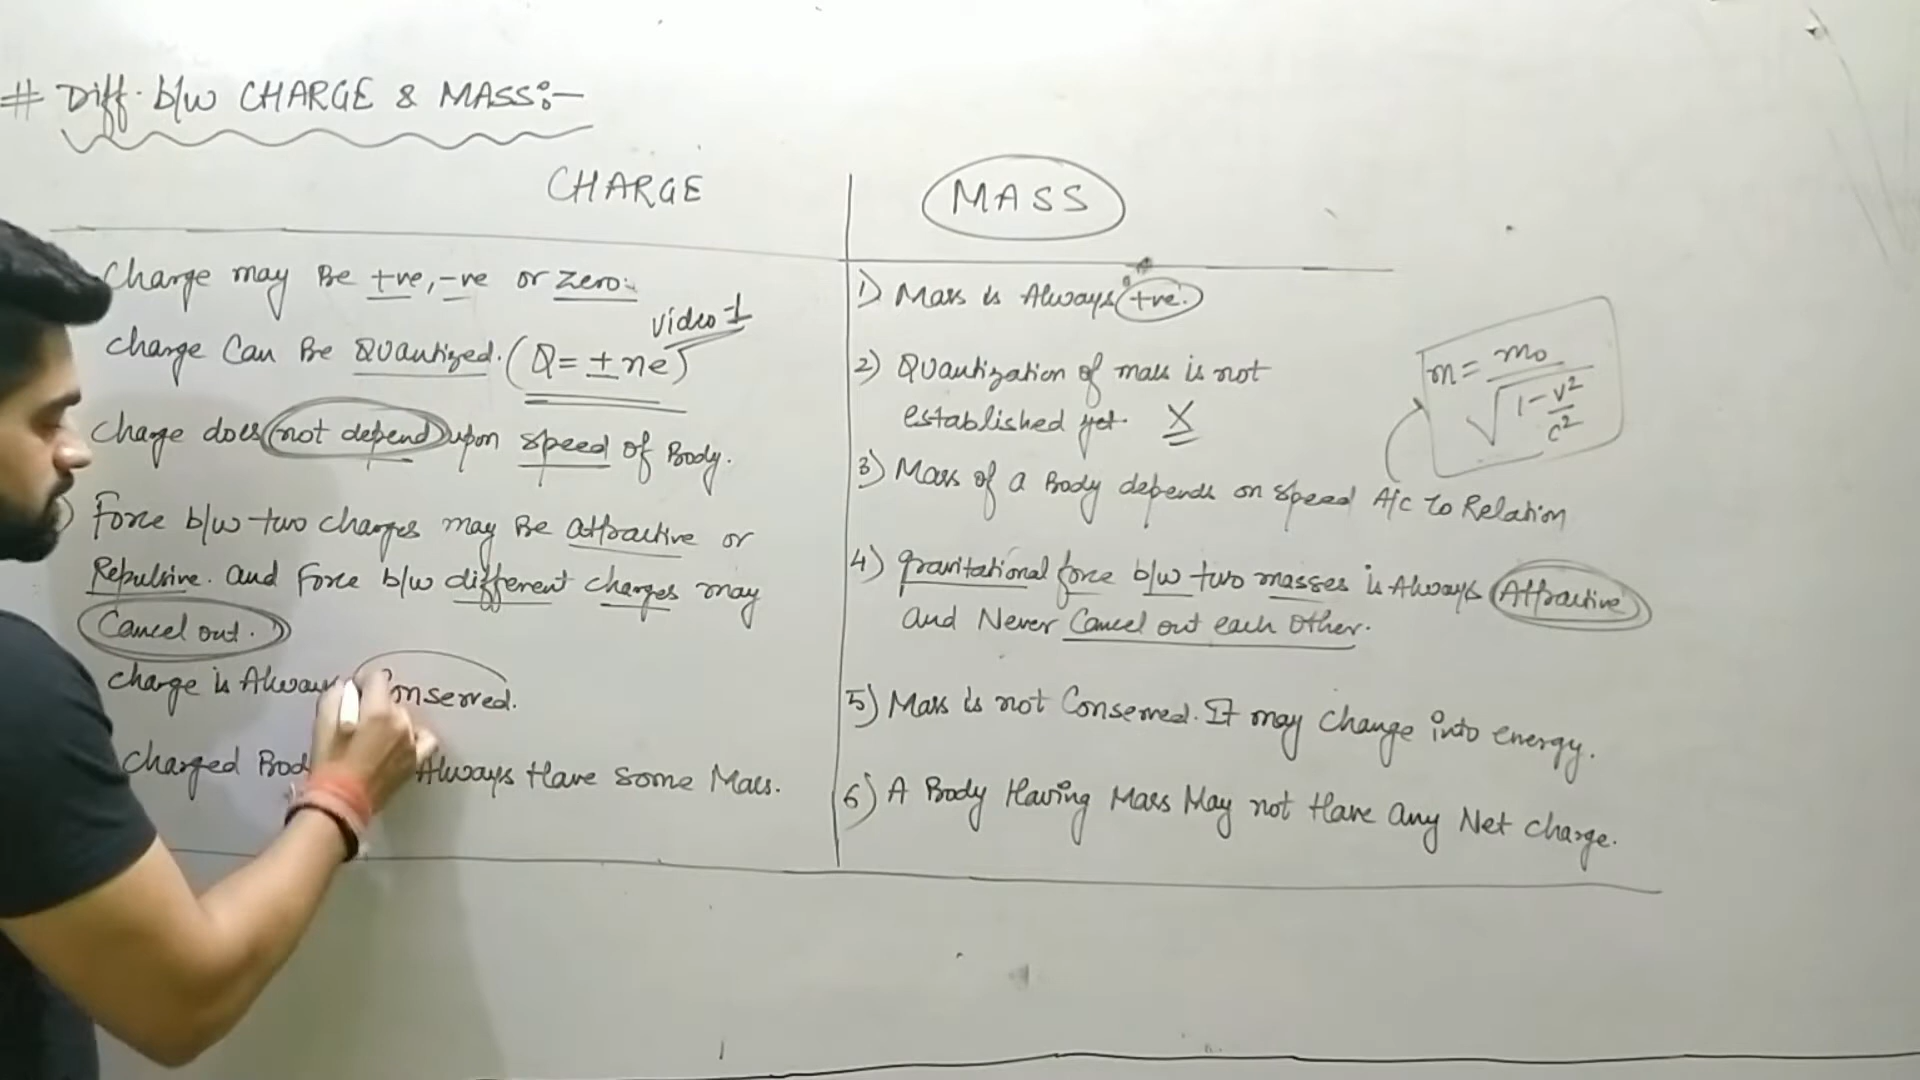 # Diff. b/w CHARGE & MASS:-
CHARGE
Charge may Be +ve, -ve or Zero.
video 1
Charge Can Be Quantized. (Q = ± ne)
Charge does not depend upon speed of Body.
) Force b/w two charges may Be attractive or
Repulsive. and Force b/w different charges may
Cancel out.
Charge is Always Conserved.
Charged Body Always Have some Mass.
MASS
1) Mass is Always +ve.
2) Quantization of mass is not
established yet. X
3) Mass of a Body depends on speed A/c to Relation
m = m₀ / √(1 - v²/c²)
4) gravitational force b/w two masses is Always Attractive
and Never Cancel out each other.
5) Mass is not Conserved. It may Change into energy.
6) A Body Having Mass May not Have Any Net charge.